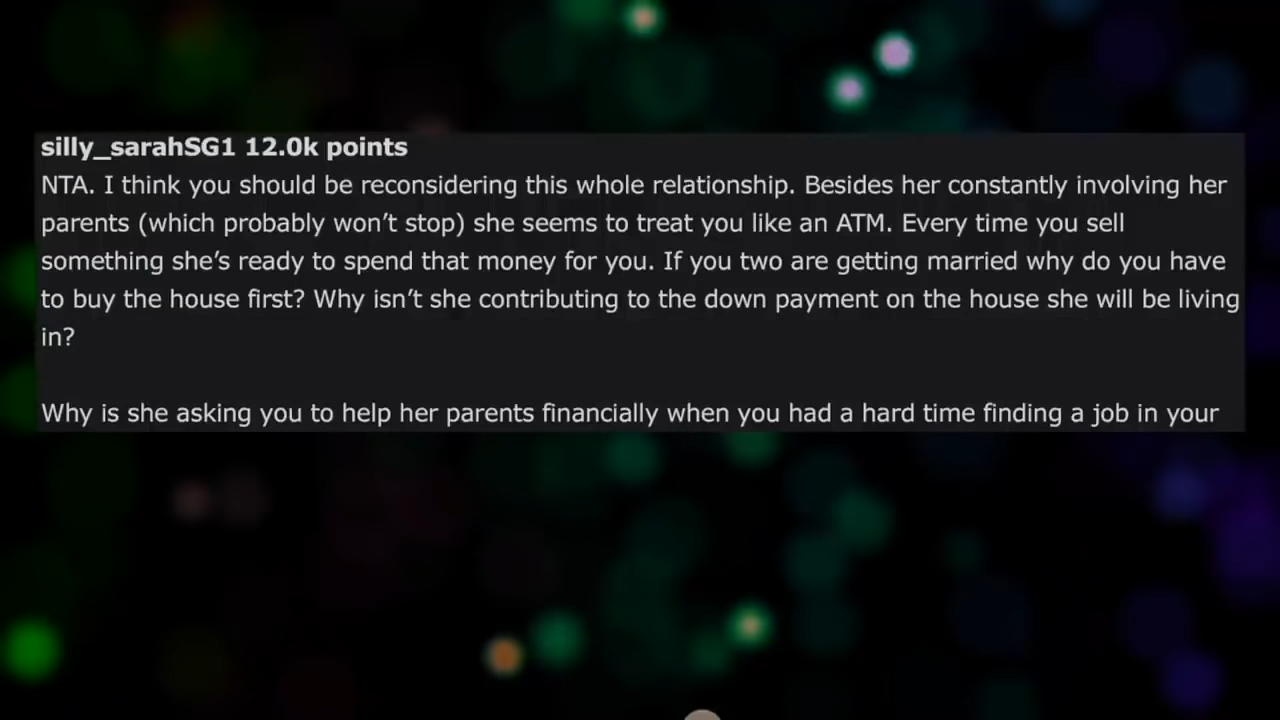 silly_sarahSG1 12.0k points
NTA. I think you should be reconsidering this whole relationship. Besides her constantly involving her
parents (which probably won’t stop) she seems to treat you like an ATM. Every time you sell
something she’s ready to spend that money for you. If you two are getting married why do you have
to buy the house first? Why isn’t she contributing to the down payment on the house she will be living
in?
Why is she asking you to help her parents financially when you had a hard time finding a job in your